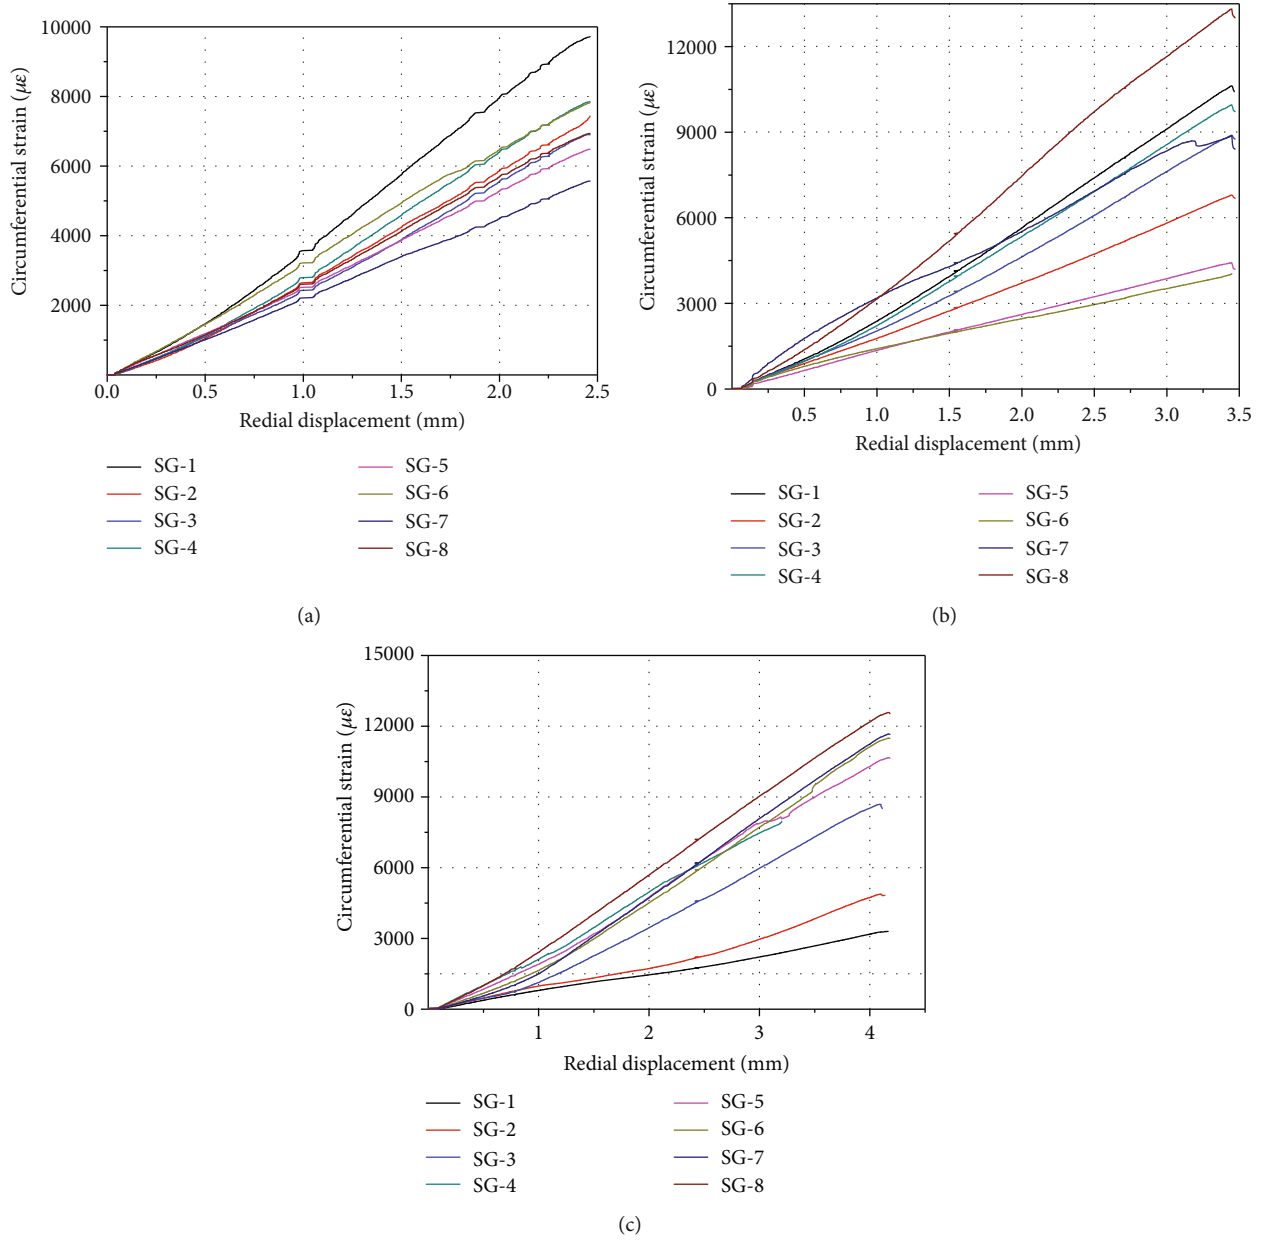 Circumferential strain (με)
10000
8000
6000
4000
2000
0.0
0.5
1.0
1.5
2.0
2.5
Redial displacement (mm)
SG-1
SG-2
SG-3
SG-4
SG-5
SG-6
SG-7
SG-8
(a)
Circumferential strain (με)
12000
9000
6000
3000
0
0.5
1.0
1.5
2.0
2.5
3.0
3.5
Redial displacement (mm)
SG-1
SG-2
SG-3
SG-4
SG-5
SG-6
SG-7
SG-8
(b)
Circumferential strain (με)
15000
12000
9000
6000
3000
0
1
2
3
4
Redial displacement (mm)
SG-1
SG-2
SG-3
SG-4
SG-5
SG-6
SG-7
SG-8
(c)